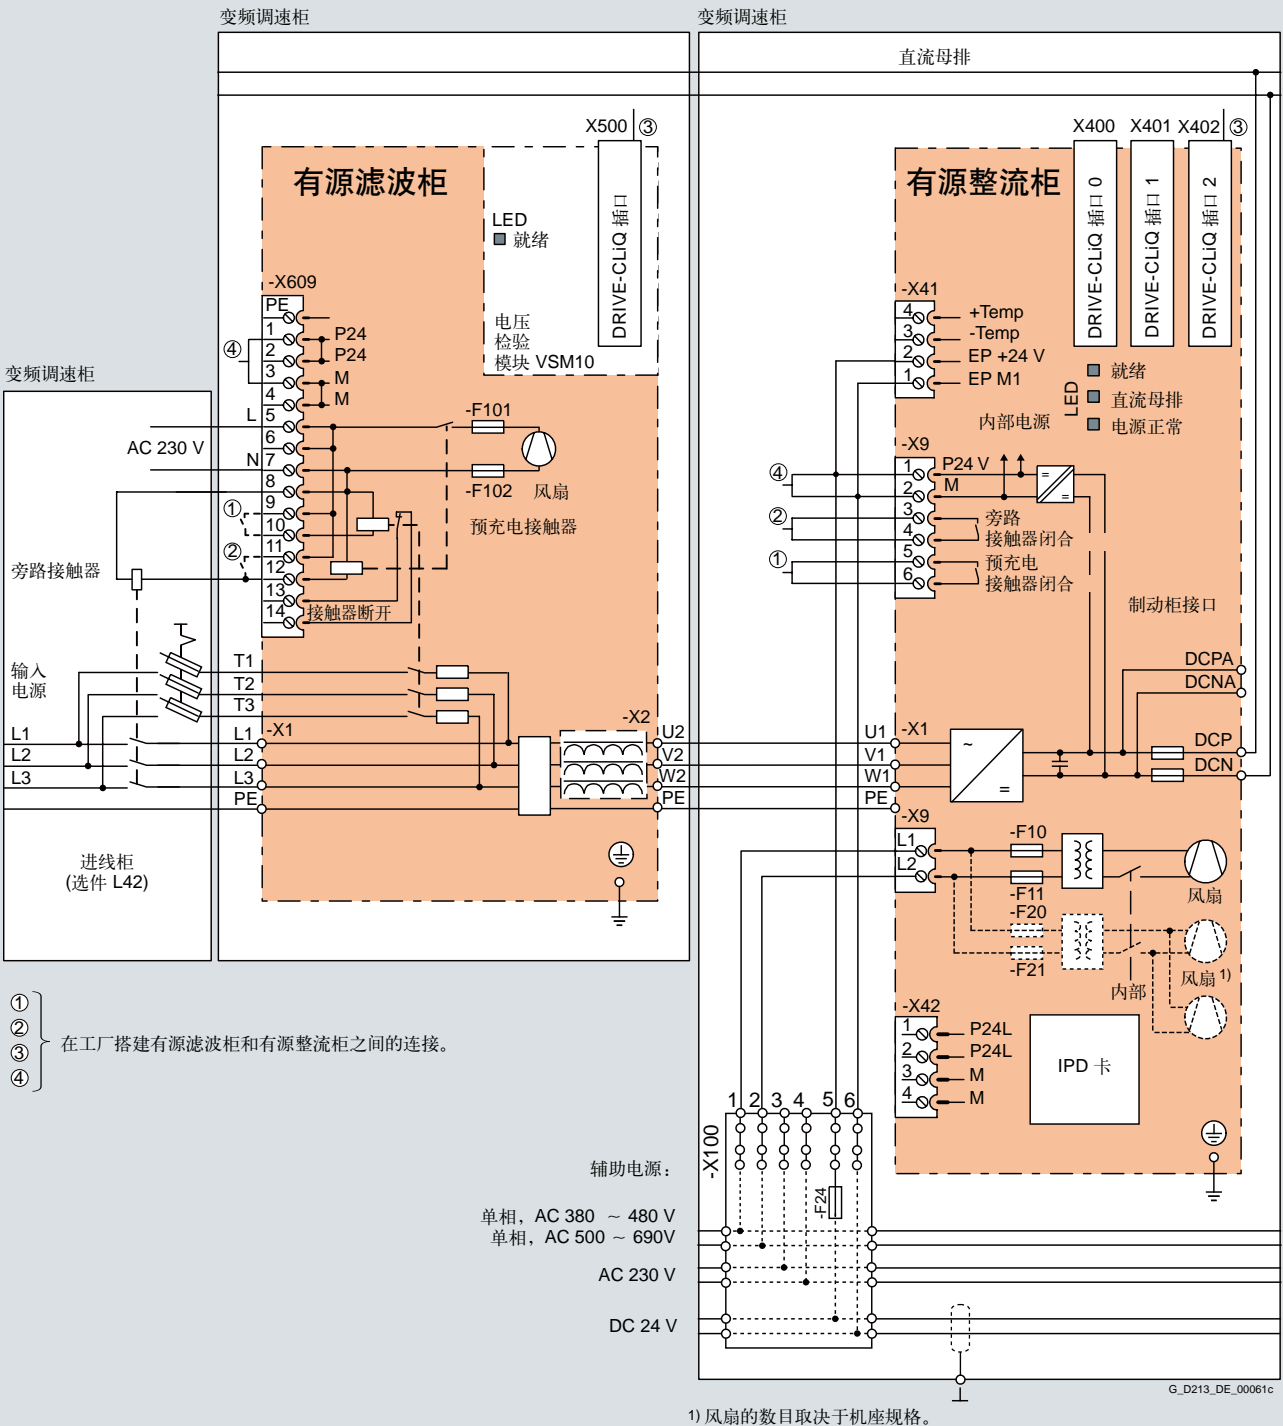 变频调速柜
变频调速柜
直流母排
X500 ③
X400 X401 X402 ③
有源滤波柜
有源整流柜
LED
就绪
DRIVE-CLiQ 插口
DRIVE-CLiQ 插口 0
DRIVE-CLiQ 插口 1
DRIVE-CLiQ 插口 2
电压
检验
模块 VSM10
-X609
PE
1
2
3
4
5
6
7
8
9
10
11
12
13
14
P24
P24
M
M
④
L
AC 230 V
N
①
②
-F101
-F102
风扇
预充电接触器
接触器断开
变频调速柜
旁路接触器
输入
电源
L1
L2
L3
T1
T2
T3
-X1
L1
L2
L3
PE
-X2
U2
V2
W2
PE
进线柜
(选件 L42)
-X41
4
3
2
1
+Temp
-Temp
EP +24 V
EP M1
LED
就绪
直流母排
电源正常
内部电源
-X9
1
2
3
4
5
6
P24 V
M
=
=
旁路
接触器闭合
预充电
接触器闭合
④
②
①
制动柜接口
DCPA
DCNA
DCP
DCN
U1
V1
W1
PE
-X1
~
=
-X9
L1
L2
-F10
-F11
-F20
-F21
风扇
风扇 1)
内部
-X42
1
2
3
4
P24L
P24L
M
M
IPD 卡
①
②
③
④
在工厂搭建有源滤波柜和有源整流柜之间的连接。
1 2 3 4 5 6
-X100
-F24
辅助电源：
单相，AC 380 ～ 480 V
单相，AC 500 ～ 690V
AC 230 V
DC 24 V
G_D213_DE_00061c
1) 风扇的数目取决于机座规格。